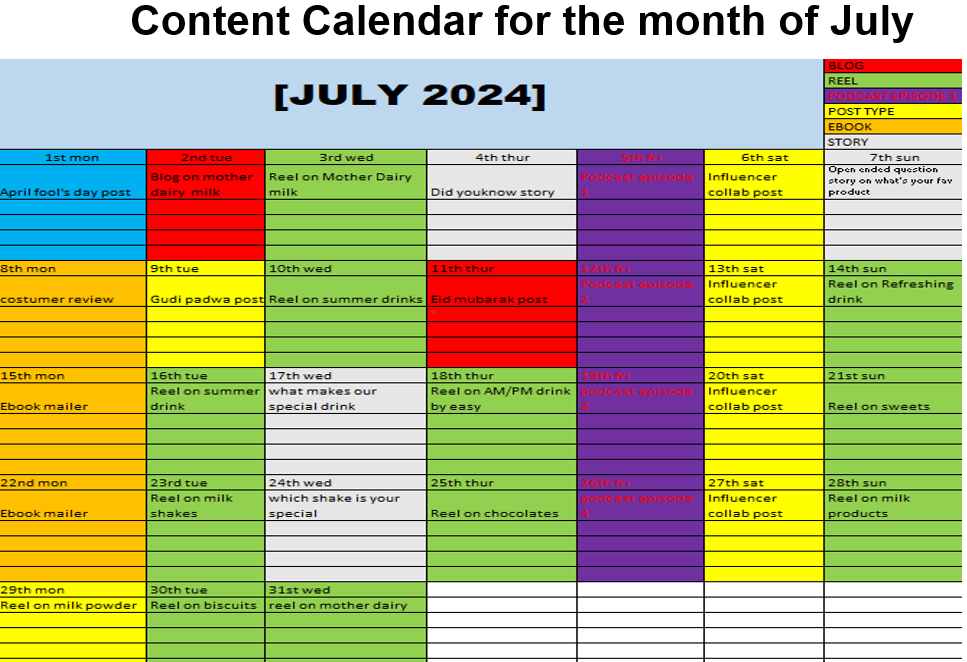 Content Calendar for the month of July
[JULY 2024]
BLOG
REEL
PODCAST EPISODE 1
POST TYPE
EBOOK
STORY
1st mon 2nd tue 3rd wed 4th thur 5th fri 6th sat 7th sun
April fool's day post
Blog on mother
dairy milk
Reel on Mother Dairy
milk
Did youknow story
Podcast episode
1
Influencer
collab post
Open ended question
story on what's your fav
product
8th mon 9th tue 10th wed 11th thur 12th fri 13th sat 14th sun
costumer review
Gudi padwa post
Reel on summer drinks
Eid mubarak post
Podcast episode
2
Influencer
collab post
Reel on Refreshing
drink
15th mon 16th tue 17th wed 18th thur 19th fri 20th sat 21st sun
Ebook mailer
Reel on summer
drink
what makes our
special drink
Reel on AM/PM drink
by easy
podcast episode
3
Influencer
collab post
Reel on sweets
22nd mon 23rd tue 24th wed 25th thur 26th fri 27th sat 28th sun
Ebook mailer
Reel on milk
shakes
which shake is your
special
Reel on chocolates
podcast episode
4
Influencer
collab post
Reel on milk
products
29th mon 30th tue 31st wed
Reel on milk powder
Reel on biscuits
reel on mother dairy